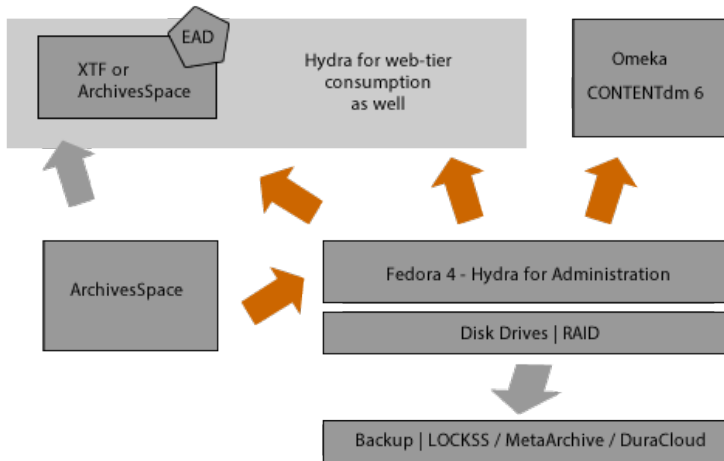 EAD
XTF or
ArchivesSpace
Hydra for web-tier
consumption
as well
Omeka
CONTENTdm 6
ArchivesSpace
Fedora 4 - Hydra for Administration
Disk Drives | RAID
Backup | LOCKSS / MetaArchive / DuraCloud